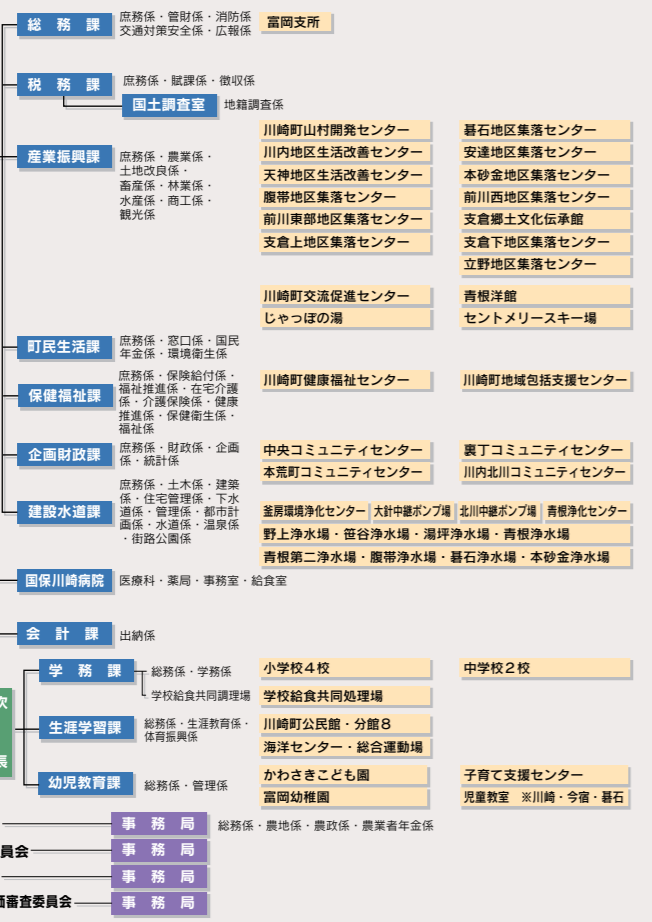 総務課
庶務係・管財係・消防係
交通対策安全係・広報係
富岡支所
税務課
庶務係・賦課係・徴収係
国土調査室
地籍調査係
産業振興課
庶務係・農業係・
土地改良係・
畜産係・林業係・
水産係・商工係・
観光係
川崎町山村開発センター
碁石地区集落センター
川内地区生活改善センター
安達地区集落センター
天神地区生活改善センター
本砂金地区集落センター
腹帯地区集落センター
前川西地区集落センター
前川東部地区集落センター
支倉郷土文化伝承館
支倉上地区集落センター
支倉下地区集落センター
立野地区集落センター
川崎町交流促進センター
青根洋館
じゃっぽの湯
セントメリースキー場
町民生活課
庶務係・窓口係・国民
年金係・環境衛生係
保健福祉課
庶務係・保険給付係・
福祉推進係・在宅介護
係・介護保険係・健康
推進係・保健衛生係・
福祉係
川崎町健康福祉センター
川崎町地域包括支援センター
企画財政課
庶務係・財政係・企画
係・統計係
中央コミュニティセンター
裏丁コミュニティセンター
本荒町コミュニティセンター
川内北川コミュニティセンター
建設水道課
庶務係・土木係・建築
係・住宅管理係・下水
道係・管理係・都市計
画係・水道係・温泉係
・街路公園係
釜房環境浄化センター
大針中継ポンプ場
北川中継ポンプ場
青根浄化センター
野上浄水場・笹谷浄水場・湯坪浄水場・青根浄水場
青根第二浄水場・腹帯浄水場・碁石浄水場・本砂金浄水場
国保川崎病院
医療科・薬局・事務室・給食室
会計課
出納係
次
長
学務課
総務係・学務係
小学校4校
中学校2校
学校給食共同調理場
学校給食共同処理場
生涯学習課
総務係・生涯教育係・
体育振興係
川崎町公民館・分館8
海洋センター・総合運動場
幼児教育課
総務係・管理係
かわさきこども園
子育て支援センター
富岡幼稚園
児童教室 ※川崎・今宿・碁石
事務局
総務係・農地係・農政係・農業者年金係
員会
事務局
事務局
価審査委員会
事務局